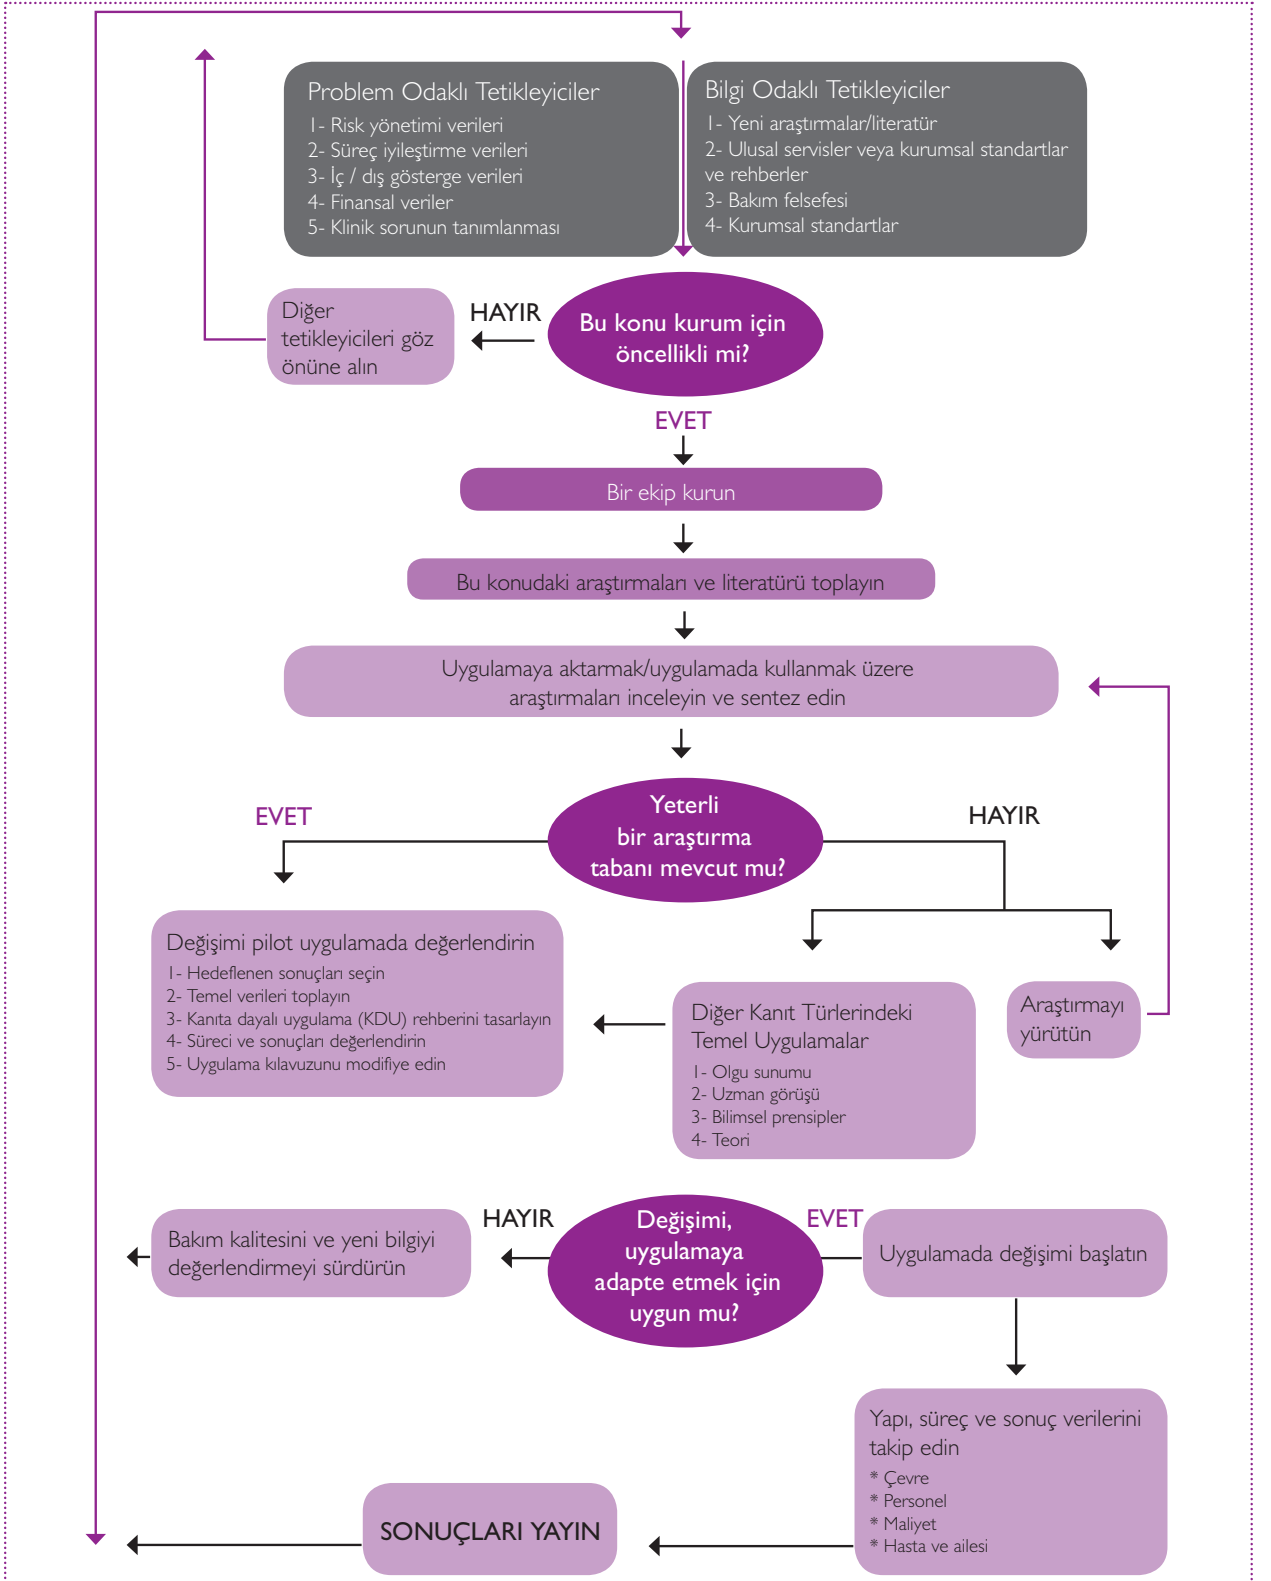 Problem Odaklı Tetikleyiciler
1- Risk yönetimi verileri
2- Süreç iyileştirme verileri
3- İç / dış gösterge verileri
4- Finansal veriler
5- Klinik sorunun tanımlanması
Bilgi Odaklı Tetikleyiciler
1- Yeni araştırmalar/literatür
2- Ulusal servisler veya kurumsal standartlar
ve rehberler
3- Bakım felsefesi
4- Kurumsal standartlar
Bu konu kurum için
öncellikli mi?
HAYIR
Diğer
tetikleyicileri göz
önüne alın
EVET
Bir ekip kurun
Bu konudaki araştırmaları ve literatürü toplayın
Uygulamaya aktarmak/uygulamada kullanmak üzere
araştırmaları inceleyin ve sentez edin
Yeterli
bir araştırma
tabanı mevcut mu?
EVET
HAYIR
Değişimi pilot uygulamada değerlendirin
1- Hedeflenen sonuçları seçin
2- Temel verileri toplayın
3- Kanıta dayalı uygulama (KDU) rehberini tasarlayın
4- Süreci ve sonuçları değerlendirin
5- Uygulama kılavuzunu modifiye edin
Diğer Kanıt Türlerindeki
Temel Uygulamalar
1- Olgu sunumu
2- Uzman görüşü
3- Bilimsel prensipler
4- Teori
Araştırmayı
yürütün
Değişimi,
uygulamaya
adapte etmek için
uygun mu?
HAYIR
Bakım kalitesini ve yeni bilgiyi
değerlendirmeyi sürdürün
EVET
Uygulamada değişimi başlatın
Yapı, süreç ve sonuç verilerini
takip edin
* Çevre
* Personel
* Maliyet
* Hasta ve ailesi
SONUÇLARI YAYIN